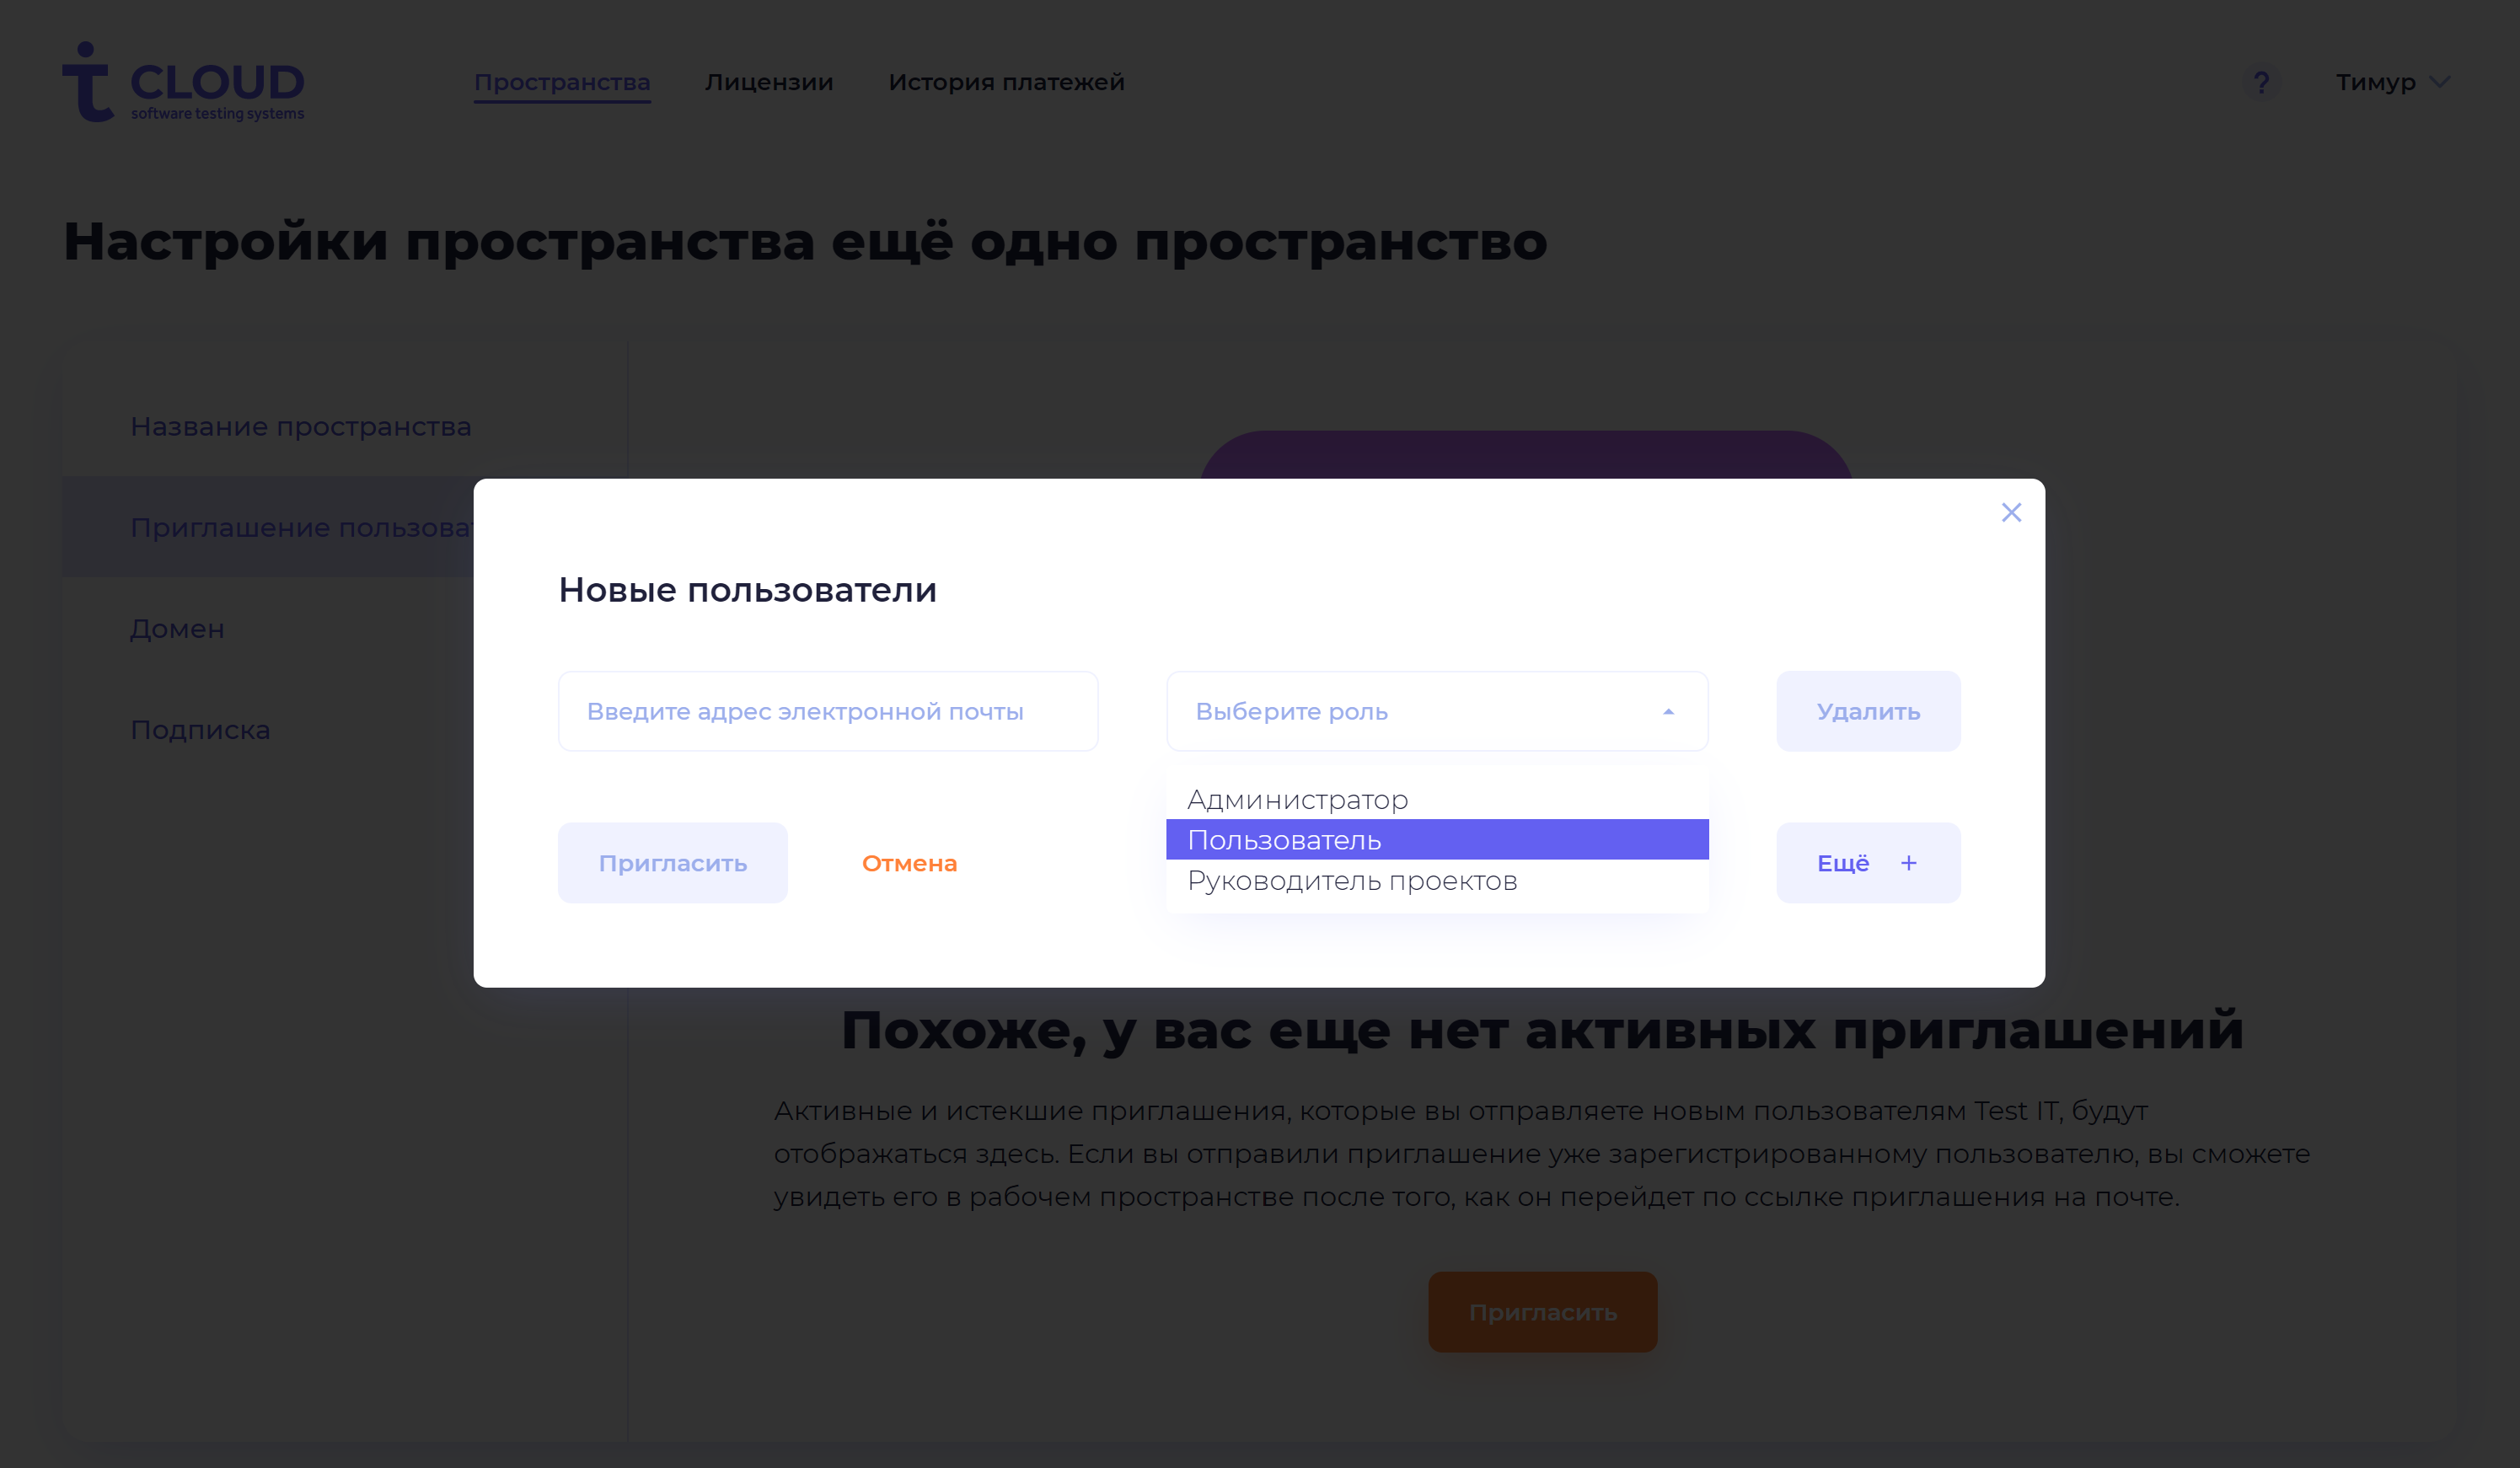 CLOUD
software testing systems
Пространства
Лицензии
История платежей
?
Тимур
Настройки пространства ещё одно пространство
Название пространства
Приглашение
Домен
Подписка
Новые пользователи
Введите адрес электронной почты
Выберите роль
Удалить
Администратор
Пользователь
Руководитель проектов
Пригласить
Отмена
Ещё +
Похоже, у вас еще нет активных приглашений
Активные и истекшие приглашения, которые вы отправляете новым пользователям Test IT, будут
отображаться здесь. Если вы отправили приглашение уже зарегистрированному пользователю, вы сможете
увидеть его в рабочем пространстве после того, как он перейдет по ссылке приглашения на почте.
Пригласить